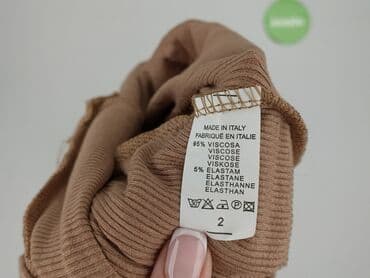 MADE IN ITALY
FABRIQUÉ EN ITALIE
95% VISCOSA
VISCOSE
VISCOSE
VISKOSE
5% ELASTAM
ELASTANE
ELASTHANNE
ELASTHAN
2